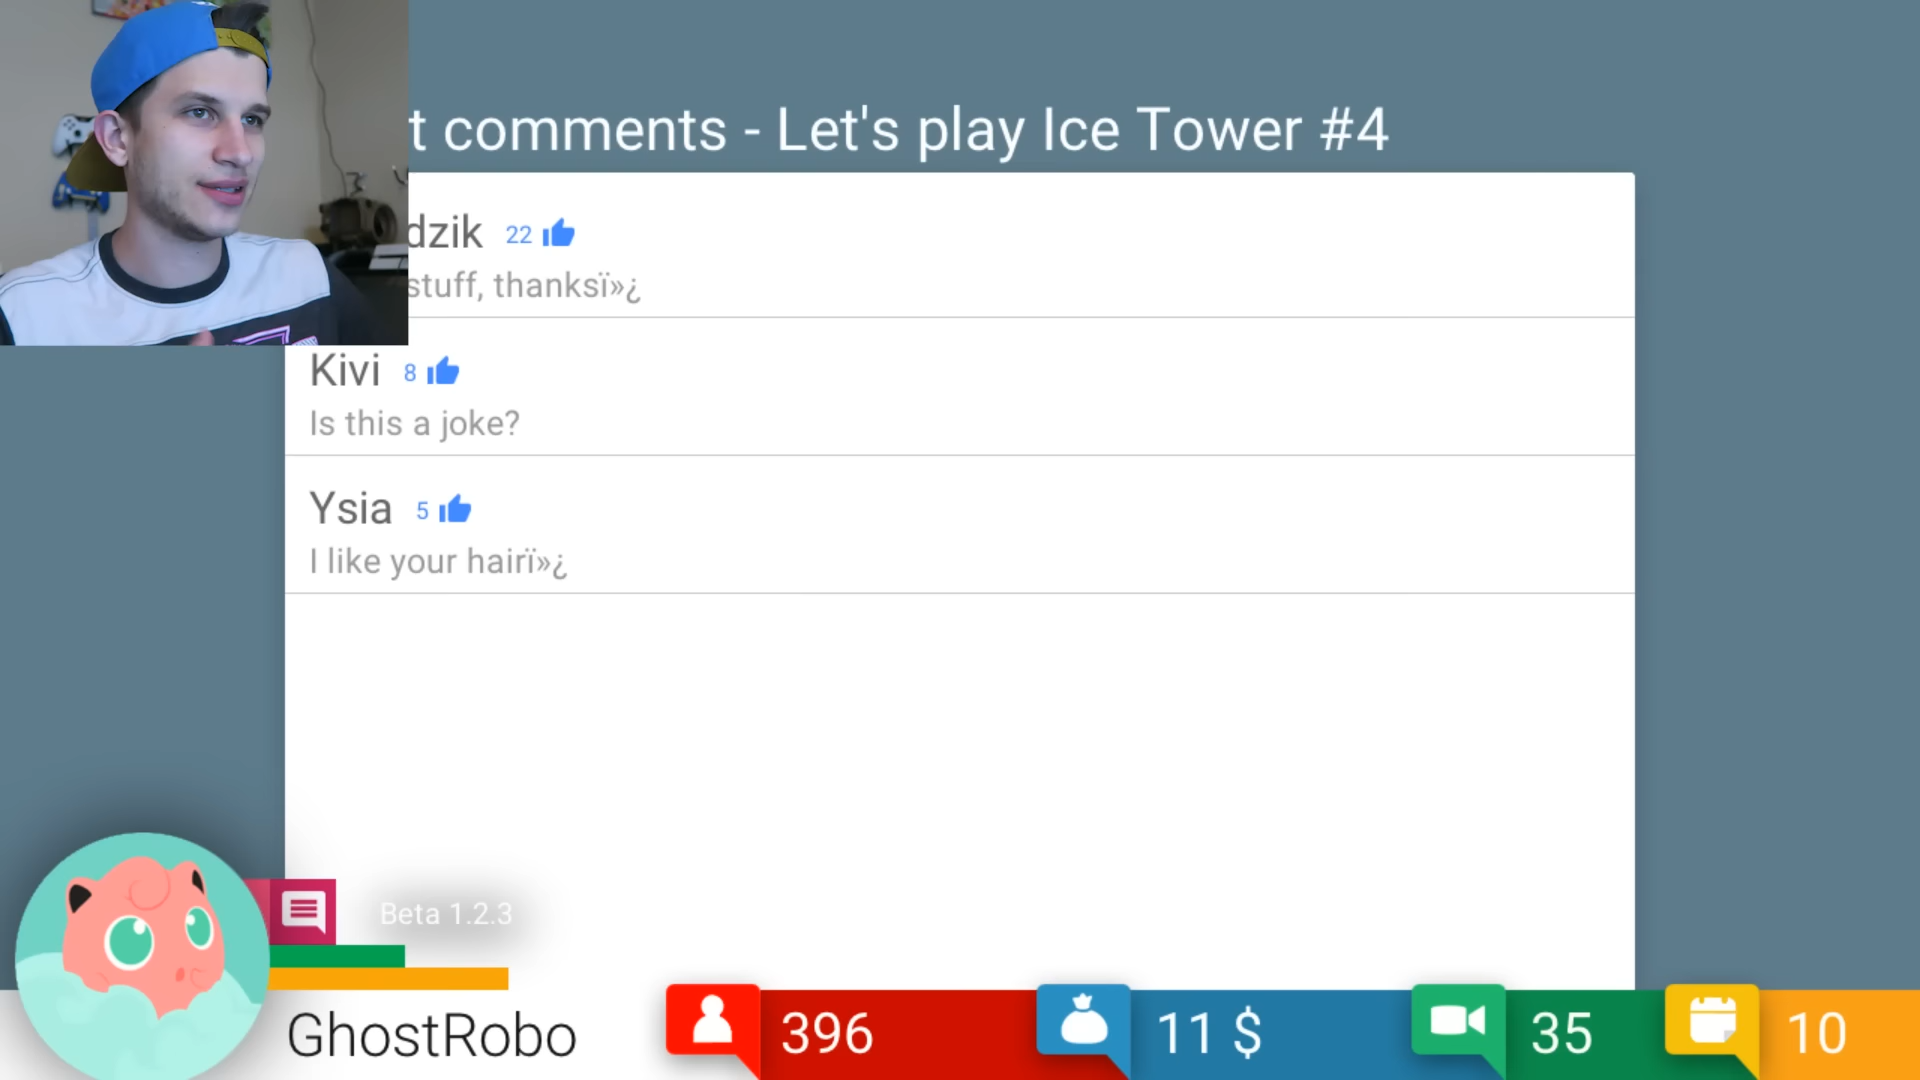 t comments - Let's play Ice Tower #4
dzik 22
stuff, thanksï»¿
Kivi 8
Is this a joke?
Ysia 5
I like your hairï»¿
Beta 1.2.3
GhostRobo 396 11 $ 35 10